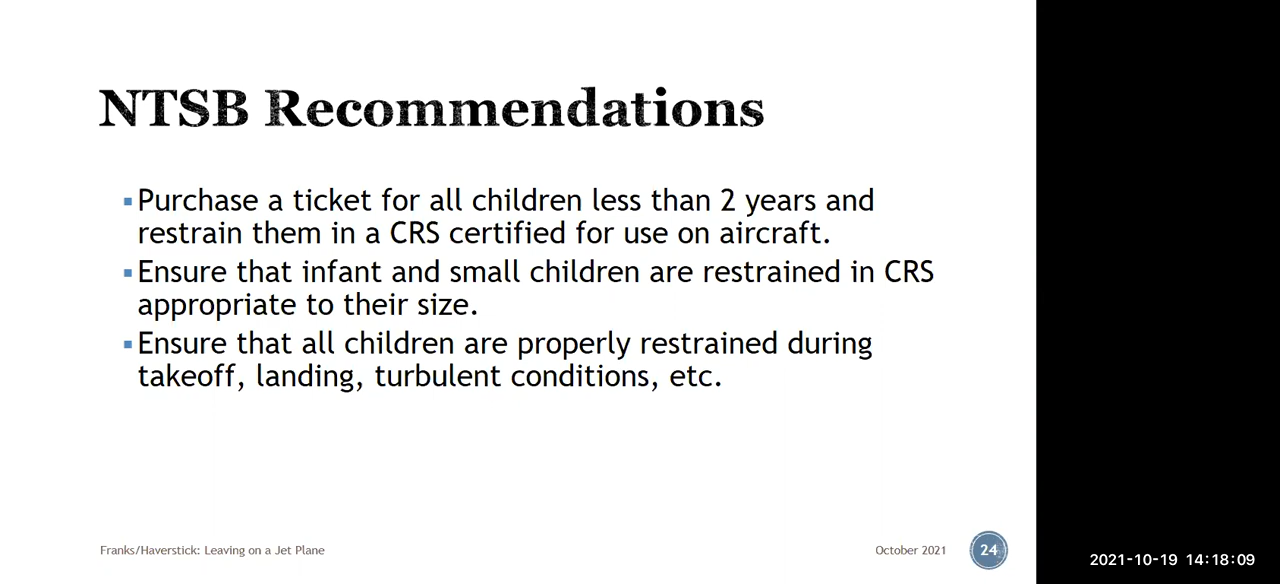 NTSB Recommendations
▪Purchase a ticket for all children less than 2 years and
restrain them in a CRS certified for use on aircraft.
▪Ensure that infant and small children are restrained in CRS
appropriate to their size.
▪Ensure that all children are properly restrained during
takeoff, landing, turbulent conditions, etc.
Franks/Haverstick: Leaving on a Jet Plane
October 2021
24
2021-10-19 14:18:09